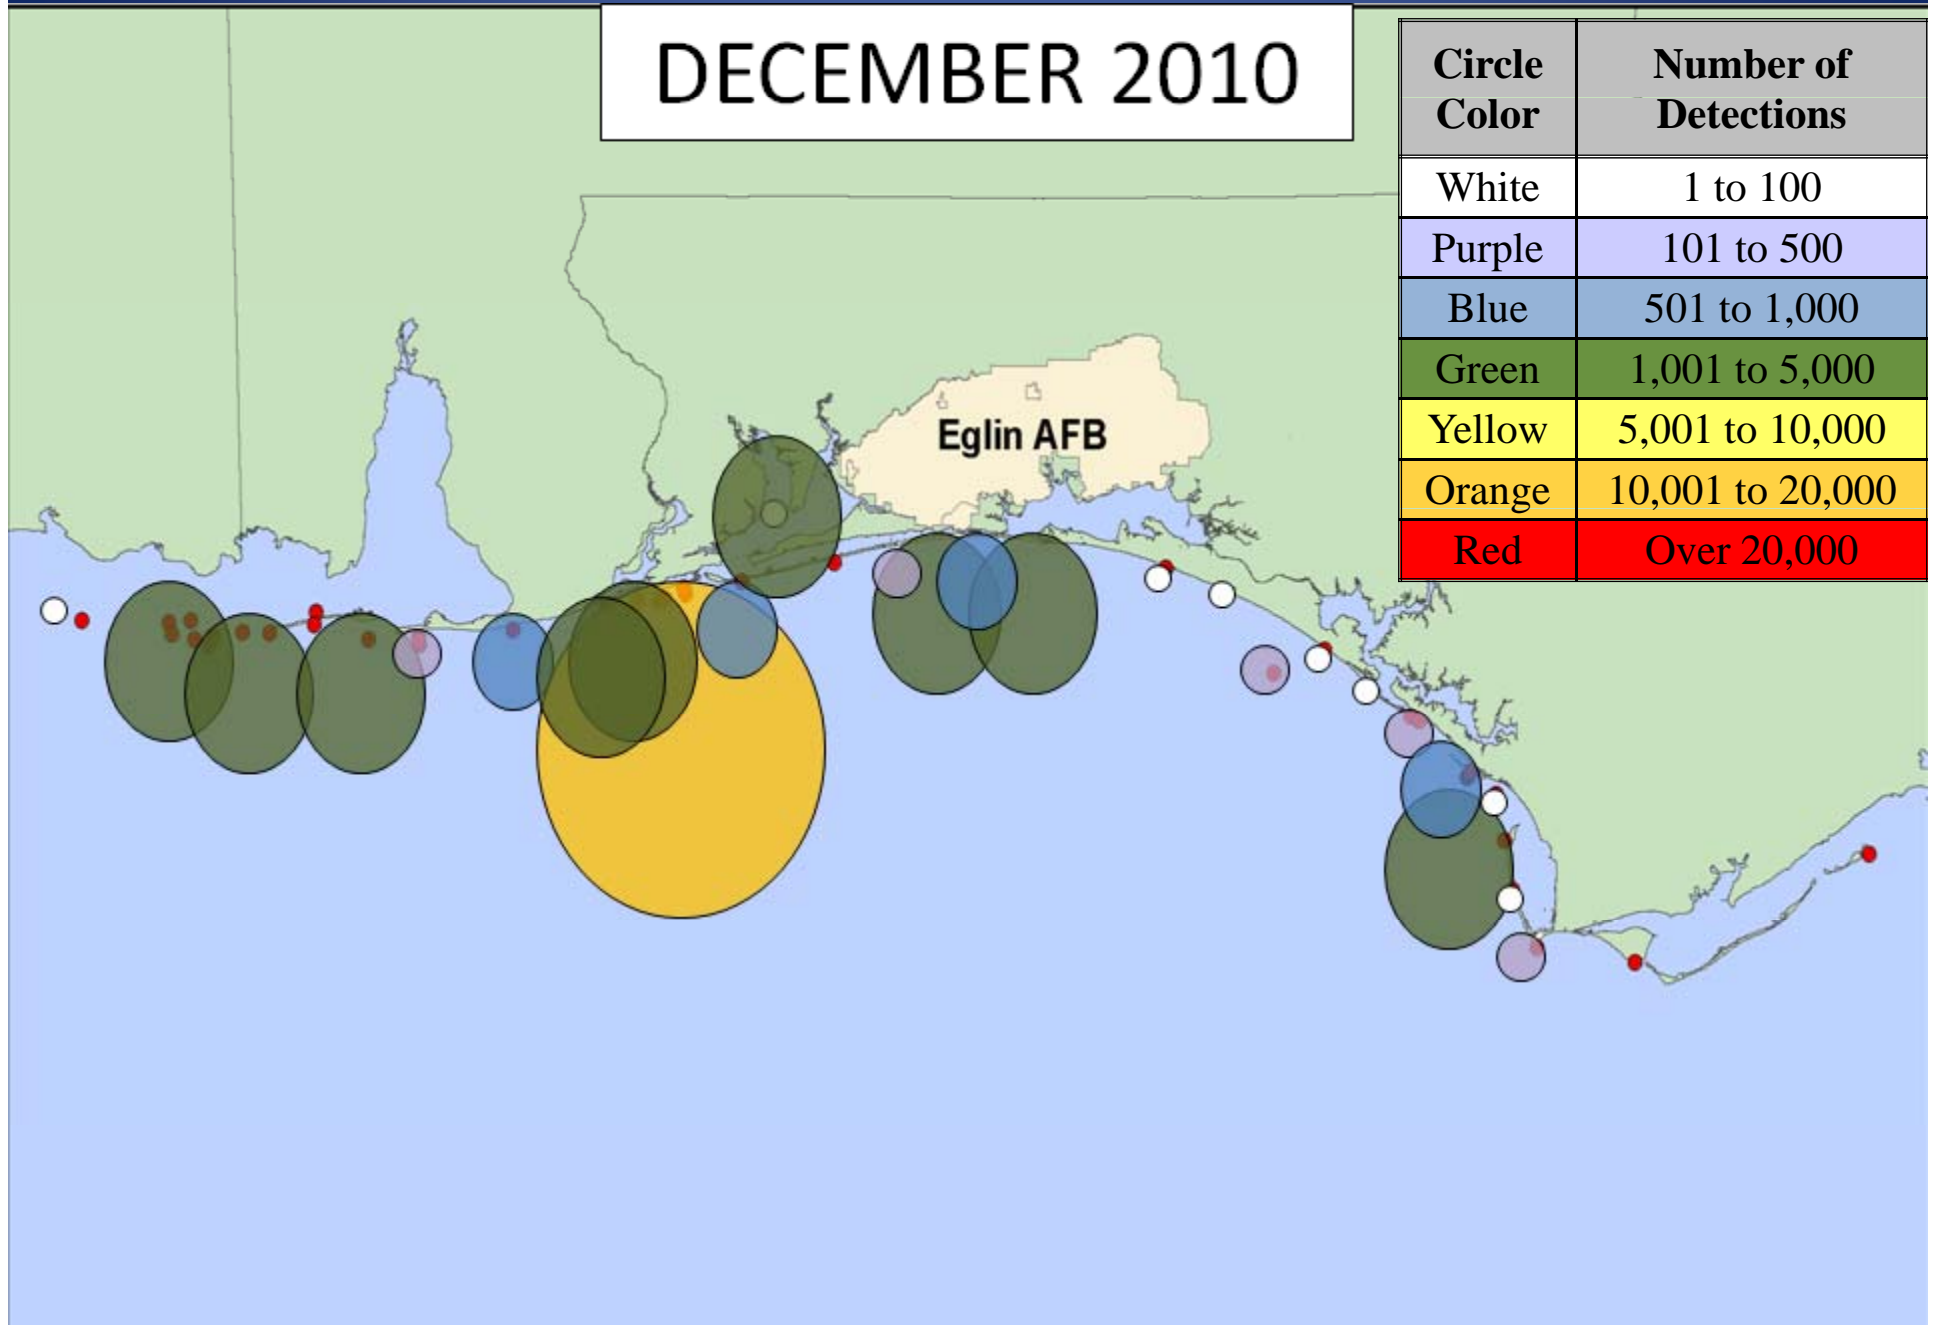 DECEMBER 2010
Circle Color Number of Detections
White 1 to 100
Purple 101 to 500
Blue 501 to 1,000
Green 1,001 to 5,000
Yellow 5,001 to 10,000
Orange 10,001 to 20,000
Red Over 20,000
Eglin AFB